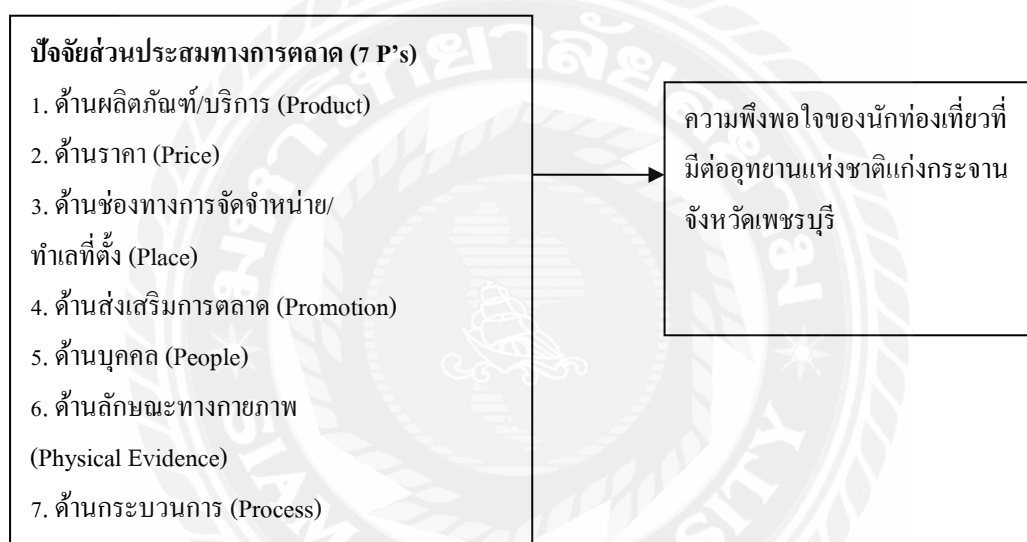 ปัจจัยส่วนประสมทางการตลาด (7 P's)
1. ด้านผลิตภัณฑ์/บริการ (Product)
2. ด้านราคา (Price)
3. ด้านช่องทางการจัดจำหน่าย/
ทำเลที่ตั้ง (Place)
4. ด้านส่งเสริมการตลาด (Promotion)
5. ด้านบุคคล (People)
6. ด้านลักษณะทางกายภาพ
(Physical Evidence)
7. ด้านกระบวนการ (Process)
ความพึงพอใจของนักท่องเที่ยวที่
มีต่ออุทยานแห่งชาติแก่งกระจาน
จังหวัดเพชรบุรี